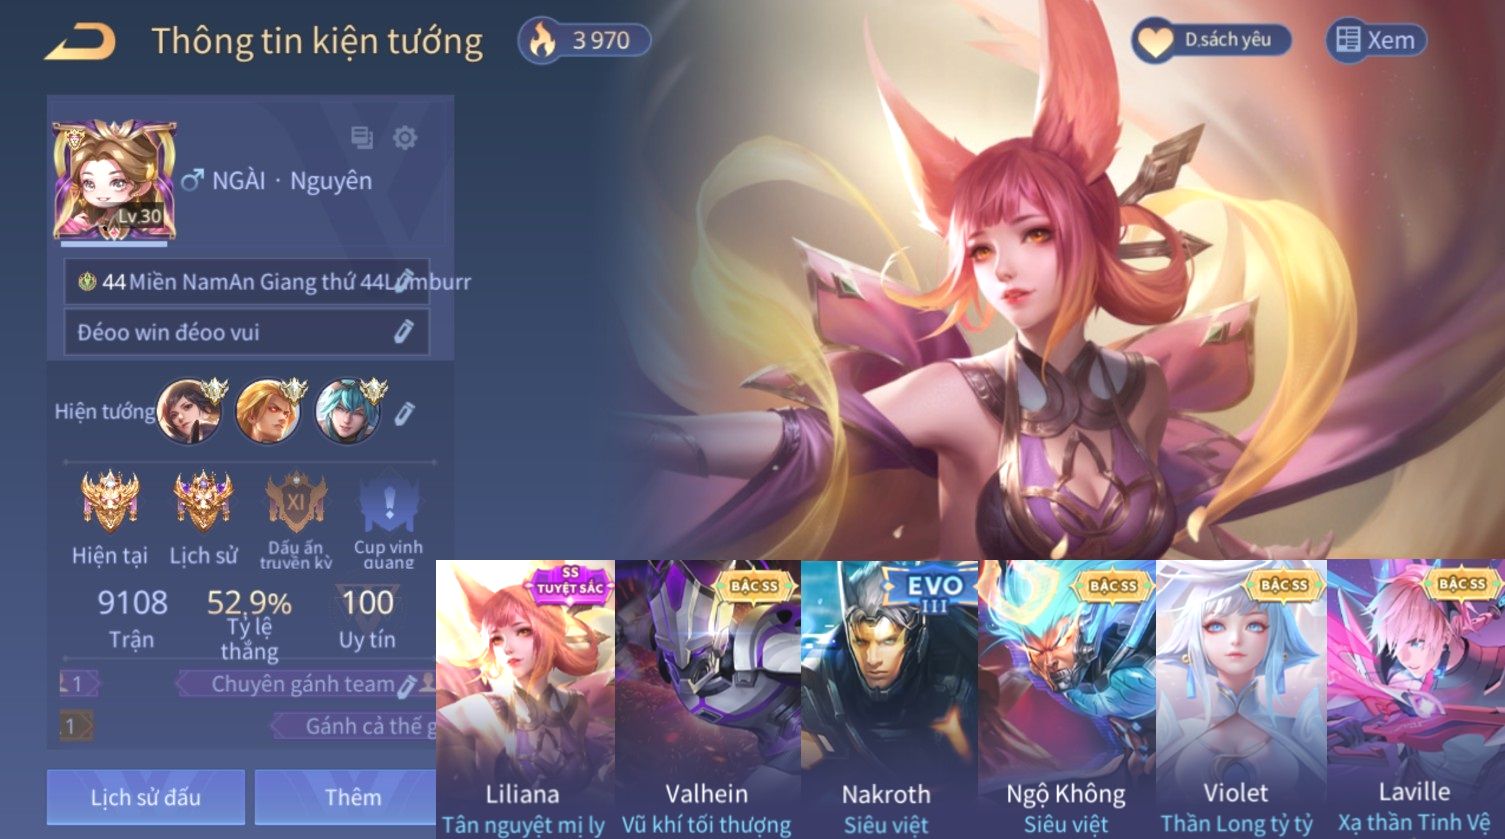 Thông tin kiện tướng
3 970
D.sách yêu
Xem
NGÀI · Nguyên
Lv.30
44 Miền NamAn Giang thứ 44Lumburr
Đéoo win đéoo vui
Hiện tướng
XI
Hiện tại
Lịch sử
Dấu ấn
truyền kỳ
Cup vinh
quang
9108
Trận
52.9%
Tỷ lệ
thắng
100
Uy tín
1
Chuyên gánh team
1
Gánh cả thế g
Lịch sử đấu
Thêm
SS
TUYỆT SẮC
Liliana
Tân nguyệt mị ly
BẬC SS
Valhein
Vũ khí tối thượng
EVO
III
Nakroth
Siêu việt
BẬC SS
Ngộ Không
Siêu việt
BẬC SS
Violet
Thần Long tỷ tỷ
BẬC SS
Laville
Xạ thần Tinh Vệ